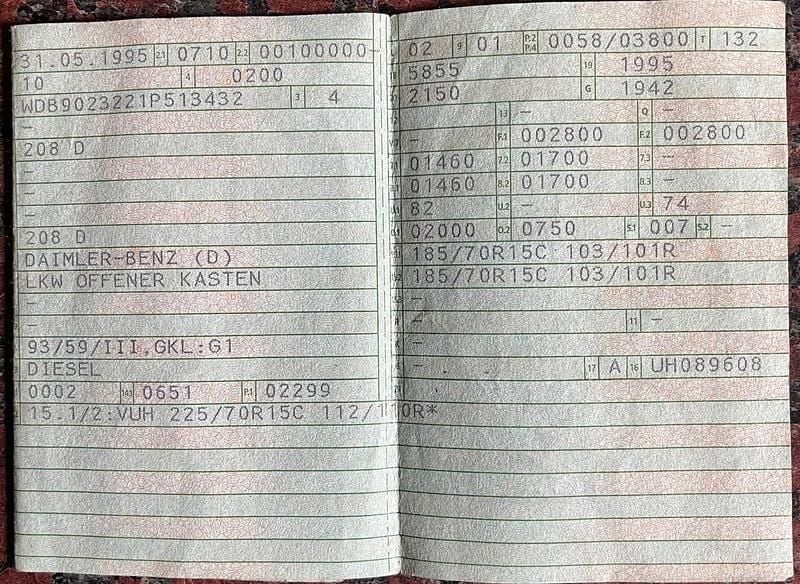 31.05.1995 2.1 0710 2.2 00100000-
10 4 0200
WDB9023221P513432 3 4
-
208 D
-
-
-
208 D
DAIMLER-BENZ (D)
LKW OFFENER KASTEN
-
-
93/59/III,GKL:G1
DIESEL
0002 14.1 0651 P.1 02299
15.1/2:VUH 225/70R15C 112/110R*
02 9 01 P.2 P.4 0058/03800 T 132
5855 19 1995
2150 G 1942
13 - Q -
- F.1 002800 F.2 002800
01460 7.2 01700 7.3 -
01460 8.2 01700 8.3 -
82 U.2 - U.3 74
02000 O.2 0750 S.1 007 S.2 -
185/70R15C 103/101R
185/70R15C 103/101R
-
- 11 -
-
- 17 A 16 UH089608